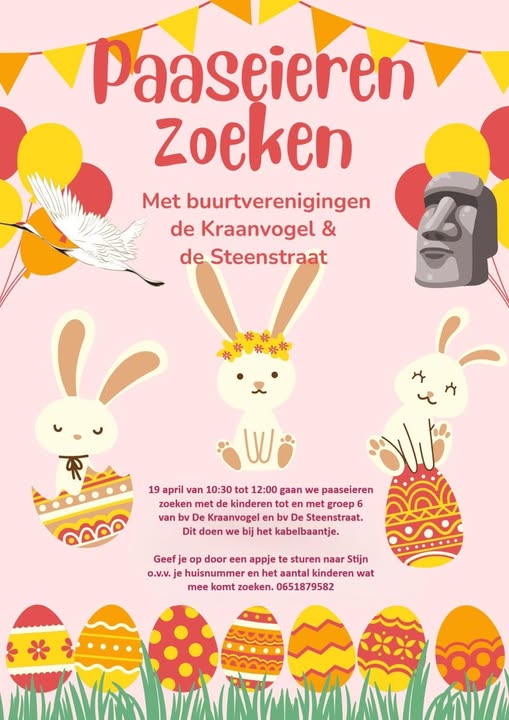 Paaseieren
zoeken
Met buurtverenigingen
de Kraanvogel &
de Steenstraat
19 april van 10:30 tot 12:00 gaan we paaseieren
zoeken met de kinderen tot en met groep 6
van bv De Kraanvogel en bv De Steenstraat.
Dit doen we bij het kabelbaantje.
Geef je op door een appje te sturen naar Stijn
o.v.v. je huisnummer en het aantal kinderen wat
mee komt zoeken. 0651879582